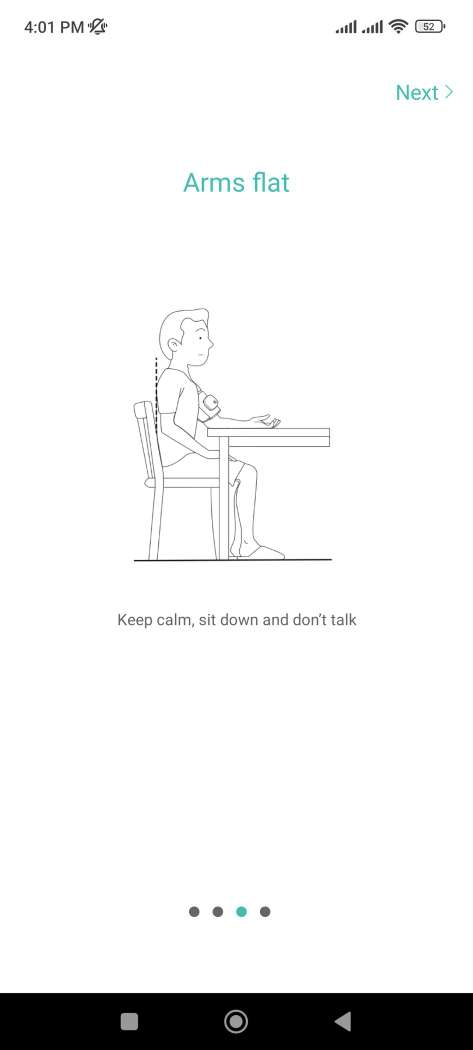 4:01 PM
52
Next
Arms flat
Keep calm, sit down and don't talk